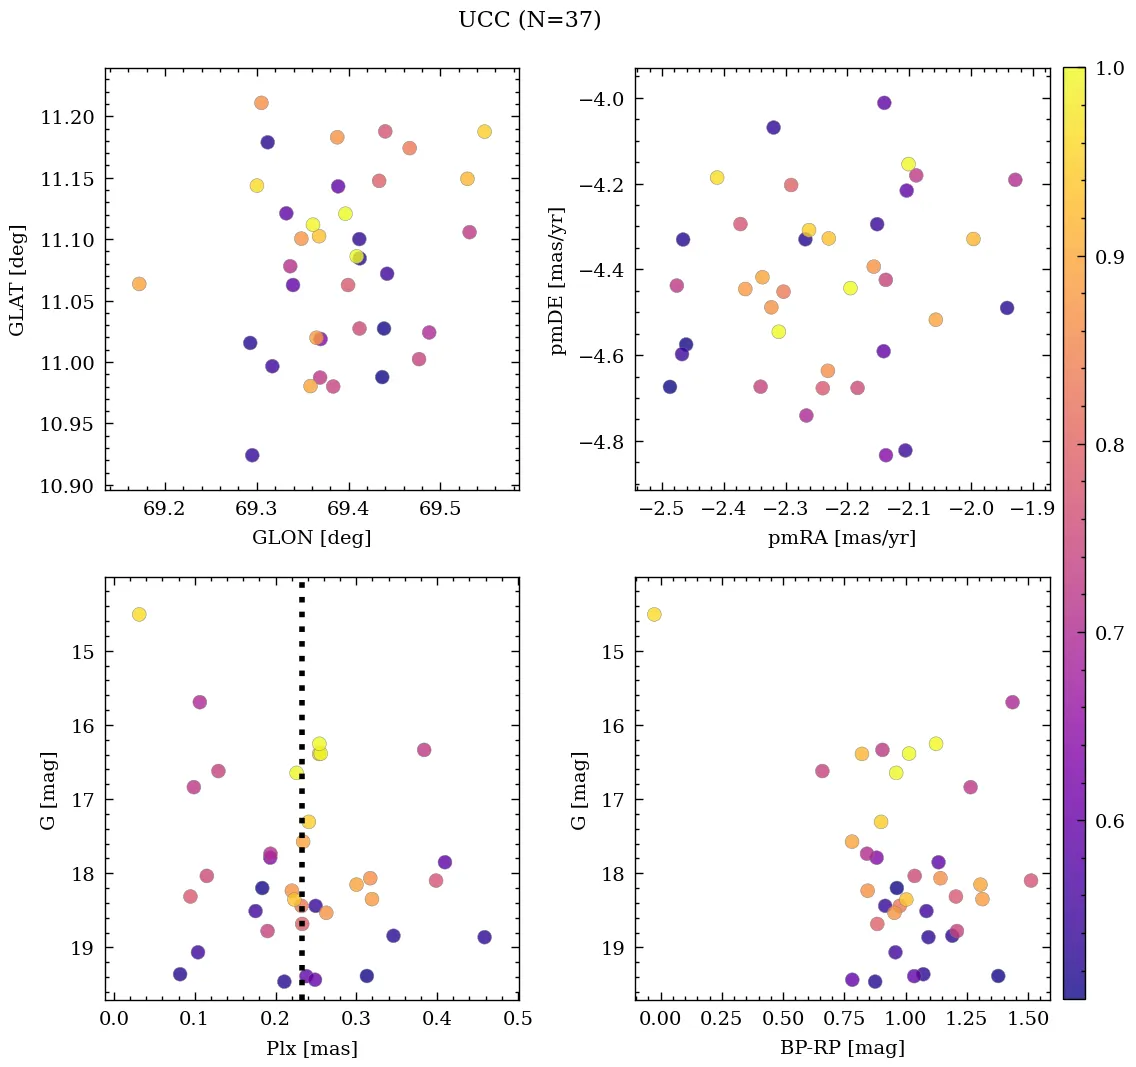 UCC (N=37)
11.20
11.15
11.10
11.05
11.00
10.95
10.90
GLAT [deg]
69.2 69.3 69.4 69.5
GLON [deg]
−4.0
−4.2
−4.4
−4.6
−4.8
pmDE [mas/yr]
−2.5 −2.4 −2.3 −2.2 −2.1 −2.0 −1.9
pmRA [mas/yr]
15
16
17
18
19
G [mag]
0.0 0.1 0.2 0.3 0.4 0.5
Plx [mas]
15
16
17
18
19
G [mag]
0.00 0.25 0.50 0.75 1.00 1.25 1.50
BP-RP [mag]
1.0
0.9
0.8
0.7
0.6